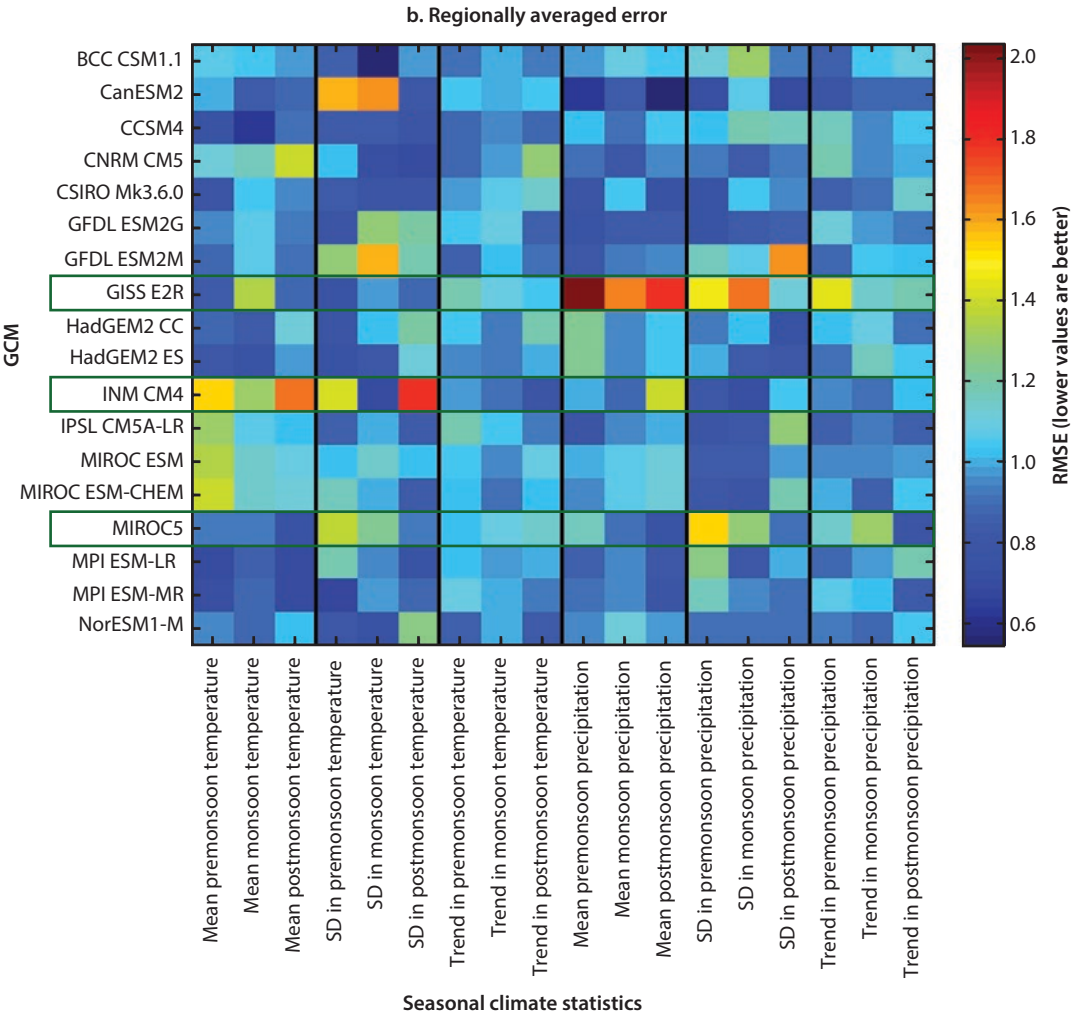 b. Regionally averaged error
GCM
BCC CSM1.1
CanESM2
CCSM4
CNRM CM5
CSIRO Mk3.6.0
GFDL ESM2G
GFDL ESM2M
GISS E2R
HadGEM2 CC
HadGEM2 ES
INM CM4
IPSL CM5A-LR
MIROC ESM
MIROC ESM-CHEM
MIROC5
MPI ESM-LR
MPI ESM-MR
NorESM1-M
Mean premonsoon temperature
Mean monsoon temperature
Mean postmonsoon temperature
SD in premonsoon temperature
SD in monsoon temperature
SD in postmonsoon temperature
Trend in premonsoon temperature
Trend in monsoon temperature
Trend in postmonsoon temperature
Mean premonsoon precipitation
Mean monsoon precipitation
Mean postmonsoon precipitation
SD in premonsoon precipitation
SD in monsoon precipitation
SD in postmonsoon precipitation
Trend in premonsoon precipitation
Trend in monsoon precipitation
Trend in postmonsoon precipitation
Seasonal climate statistics
2.0
1.8
1.6
1.4
1.2
1.0
0.8
0.6
RMSE (lower values are better)